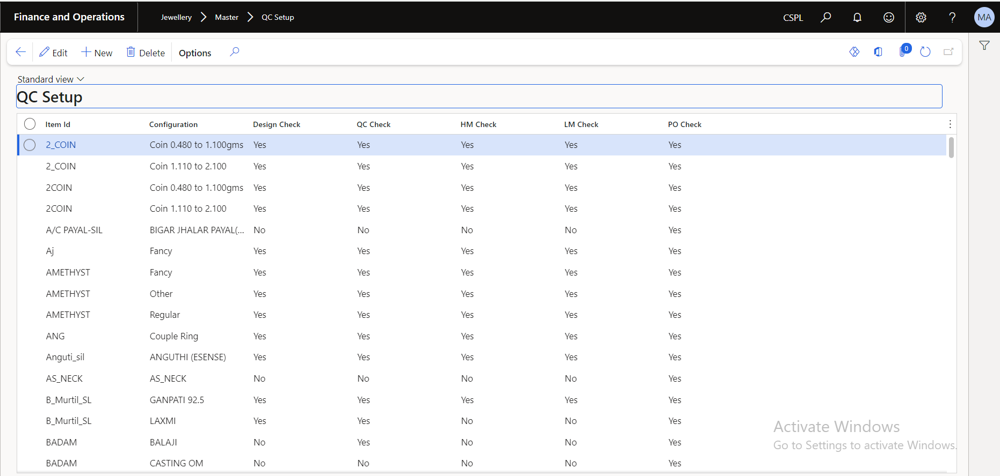 Finance and Operations Jewellery Master QC Setup CSPL MA
Edit New Delete Options 0
Standard view
QC Setup
Item Id Configuration Design Check QC Check HM Check LM Check PO Check
2_COIN Coin 0.480 to 1.100gms Yes Yes Yes Yes Yes
2_COIN Coin 1.110 to 2.100 Yes Yes Yes Yes Yes
2COIN Coin 0.480 to 1.100gms Yes Yes Yes Yes Yes
2COIN Coin 1.110 to 2.100 Yes Yes Yes Yes Yes
A/C PAYAL-SIL BIGAR JHALAR PAYAL(... No No No No Yes
Aj Fancy Yes Yes Yes Yes Yes
AMETHYST Fancy Yes Yes Yes Yes Yes
AMETHYST Other Yes Yes Yes Yes Yes
AMETHYST Regular Yes Yes Yes Yes Yes
ANG Couple Ring Yes Yes Yes Yes Yes
Anguti_sil ANGUTHI (ESENSE) Yes Yes Yes Yes Yes
AS_NECK AS_NECK No No No No Yes
B_Murtil_SL GANPATI 92.5 Yes Yes Yes Yes Yes
B_Murtil_SL LAXMI Yes Yes No No Yes
BADAM BALAJI No Yes No No Yes
BADAM CASTING OM No No No No Yes
Activate Windows
Go to Settings to activate Windows.